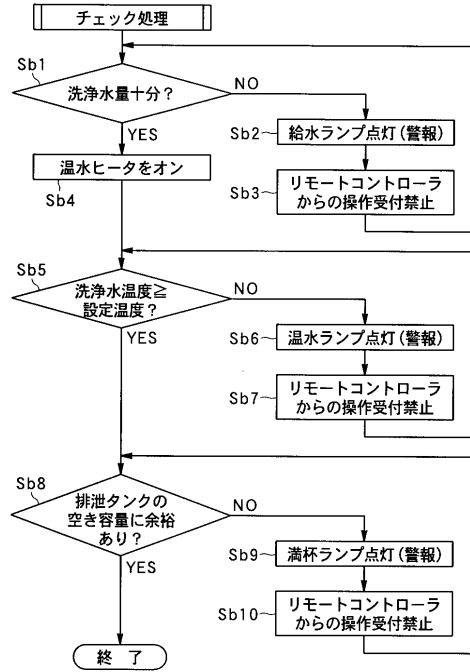 チェック処理
Sb1
洗浄水量十分?
NO
YES
Sb2
給水ランプ点灯(警報)
Sb3
リモートコントローラ
からの操作受付禁止
温水ヒータをオン
Sb4
Sb5
洗浄水温度≧
設定温度?
NO
YES
Sb6
温水ランプ点灯(警報)
Sb7
リモートコントローラ
からの操作受付禁止
Sb8
排泄タンクの
空き容量に余裕
あり?
NO
YES
Sb9
満杯ランプ点灯(警報)
Sb10
リモートコントローラ
からの操作受付禁止
終 了